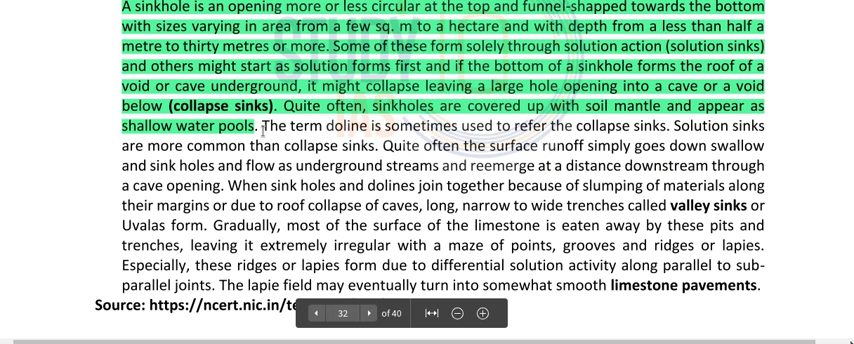 A sinkhole is an opening more or less circular at the top and funnel-shapped towards the bottom
with sizes varying in area from a few sq. m to a hectare and with depth from a less than half a
metre to thirty metres or more. Some of these form solely through solution action (solution sinks)
and others might start as solution forms first and if the bottom of a sinkhole forms the roof of a
void or cave underground, it might collapse leaving a large hole opening into a cave or a void
below (collapse sinks). Quite often, sinkholes are covered up with soil mantle and appear as
shallow water pools. The term doline is sometimes used to refer the collapse sinks. Solution sinks
are more common than collapse sinks. Quite often the surface runoff simply goes down swallow
and sink holes and flow as underground streams and reemerge at a distance downstream through
a cave opening. When sink holes and dolines join together because of slumping of materials along
their margins or due to roof collapse of caves, long, narrow to wide trenches called valley sinks or
Uvalas form. Gradually, most of the surface of the limestone is eaten away by these pits and
trenches, leaving it extremely irregular with a maze of points, grooves and ridges or lapies.
Especially, these ridges or lapies form due to differential solution activity along parallel to sub-
parallel joints. The lapie field may eventually turn into somewhat smooth limestone pavements.
Source: https://ncert.nic.in/te
32 of 40